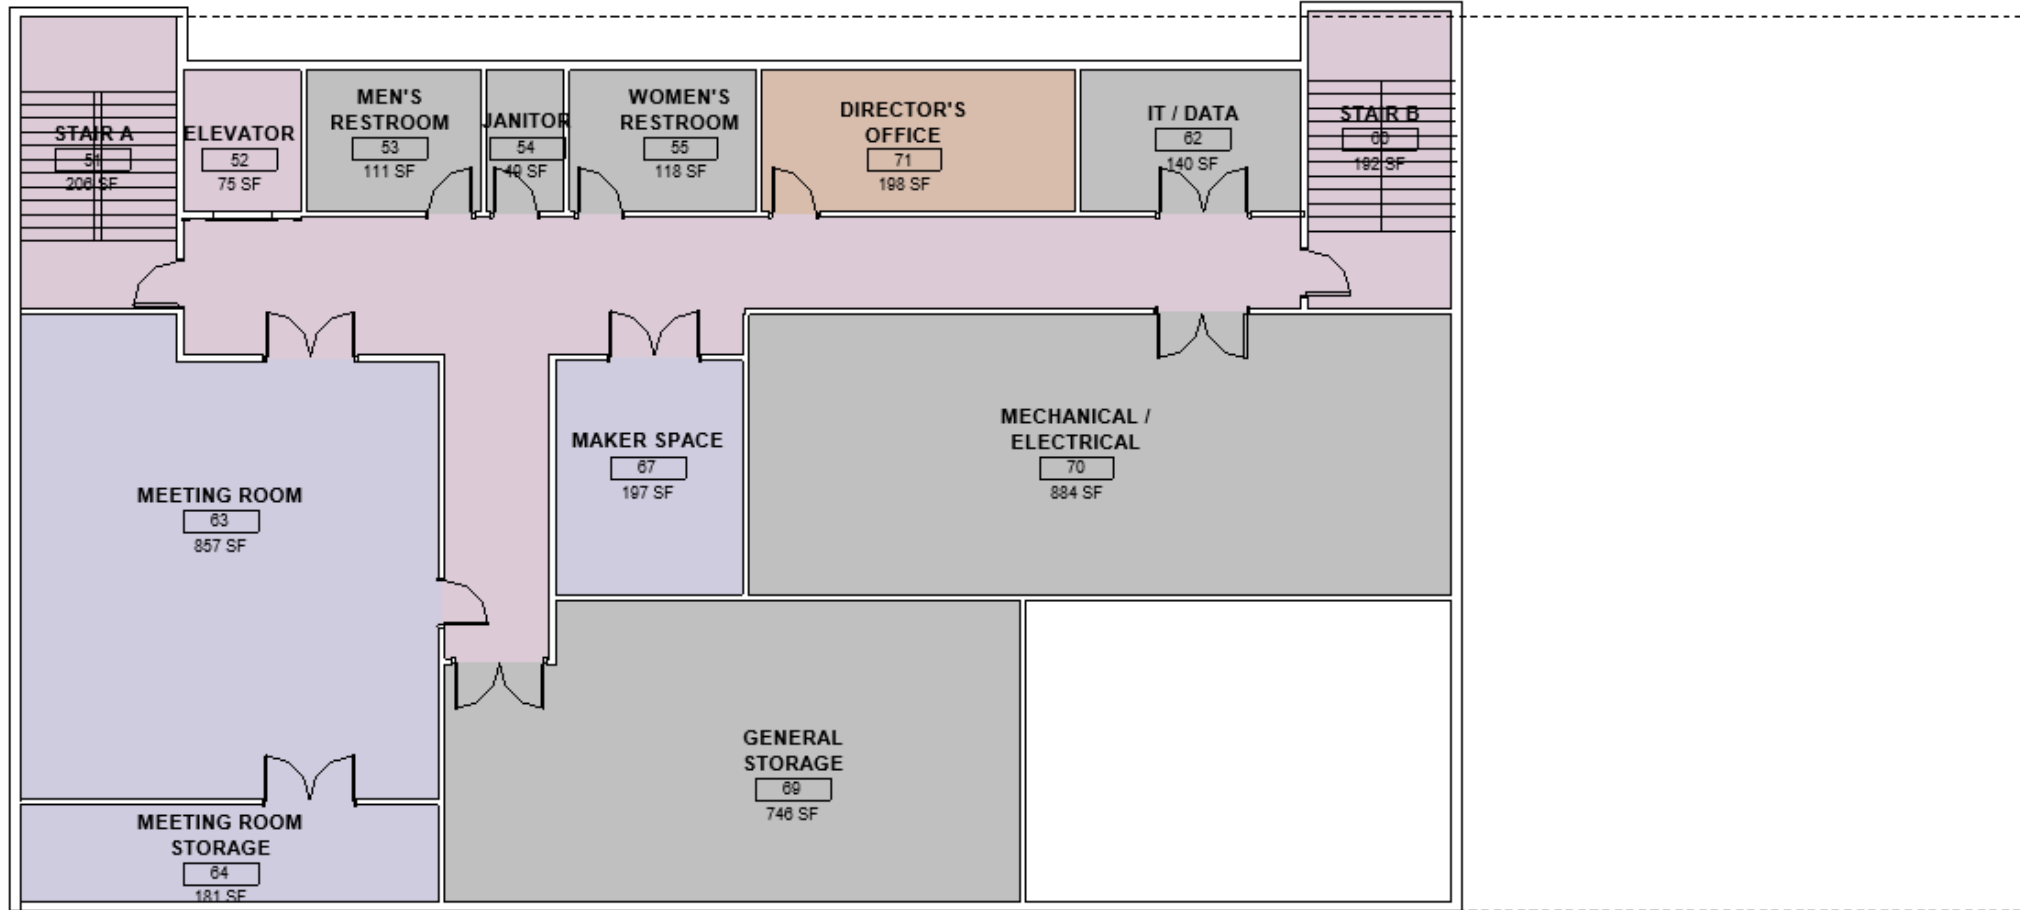 STAIR A
51
206 SF
ELEVATOR
52
75 SF
MEN'S
RESTROOM
53
111 SF
JANITOR
54
49 SF
WOMEN'S
RESTROOM
55
118 SF
DIRECTOR'S
OFFICE
71
198 SF
IT / DATA
62
140 SF
STAIR B
60
192 SF
MEETING ROOM
63
857 SF
MAKER SPACE
67
197 SF
MECHANICAL /
ELECTRICAL
70
884 SF
GENERAL
STORAGE
69
746 SF
MEETING ROOM
STORAGE
64
181 SF